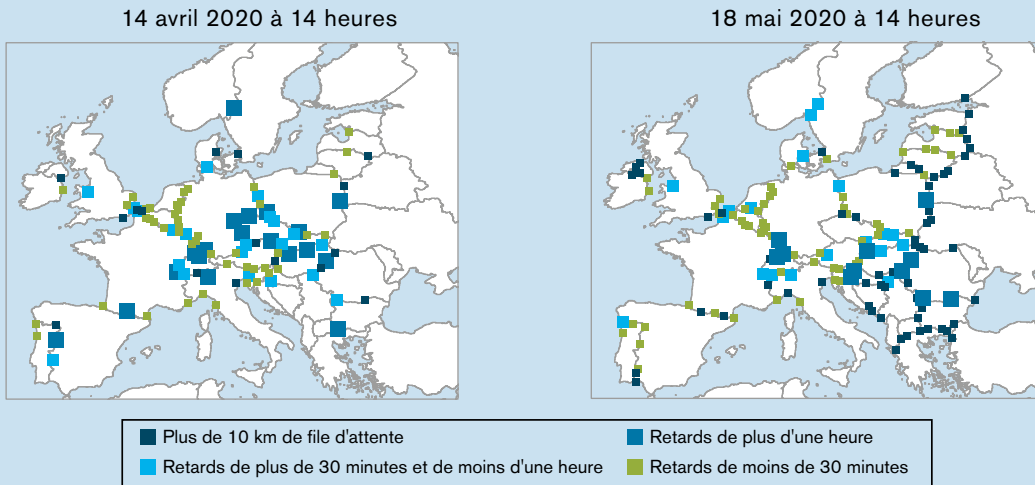 14 avril 2020 à 14 heures
18 mai 2020 à 14 heures
Plus de 10 km de file d'attente
Retards de plus d'une heure
Retards de plus de 30 minutes et de moins d'une heure
Retards de moins de 30 minutes